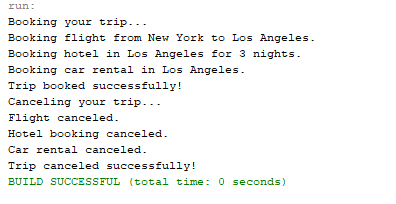 run:
Booking your trip...
Booking flight from New York to Los Angeles.
Booking hotel in Los Angeles for 3 nights.
Booking car rental in Los Angeles.
Trip booked successfully!
Canceling your trip...
Flight canceled.
Hotel booking canceled.
Car rental canceled.
Trip canceled successfully!
BUILD SUCCESSFUL (total time: 0 seconds)